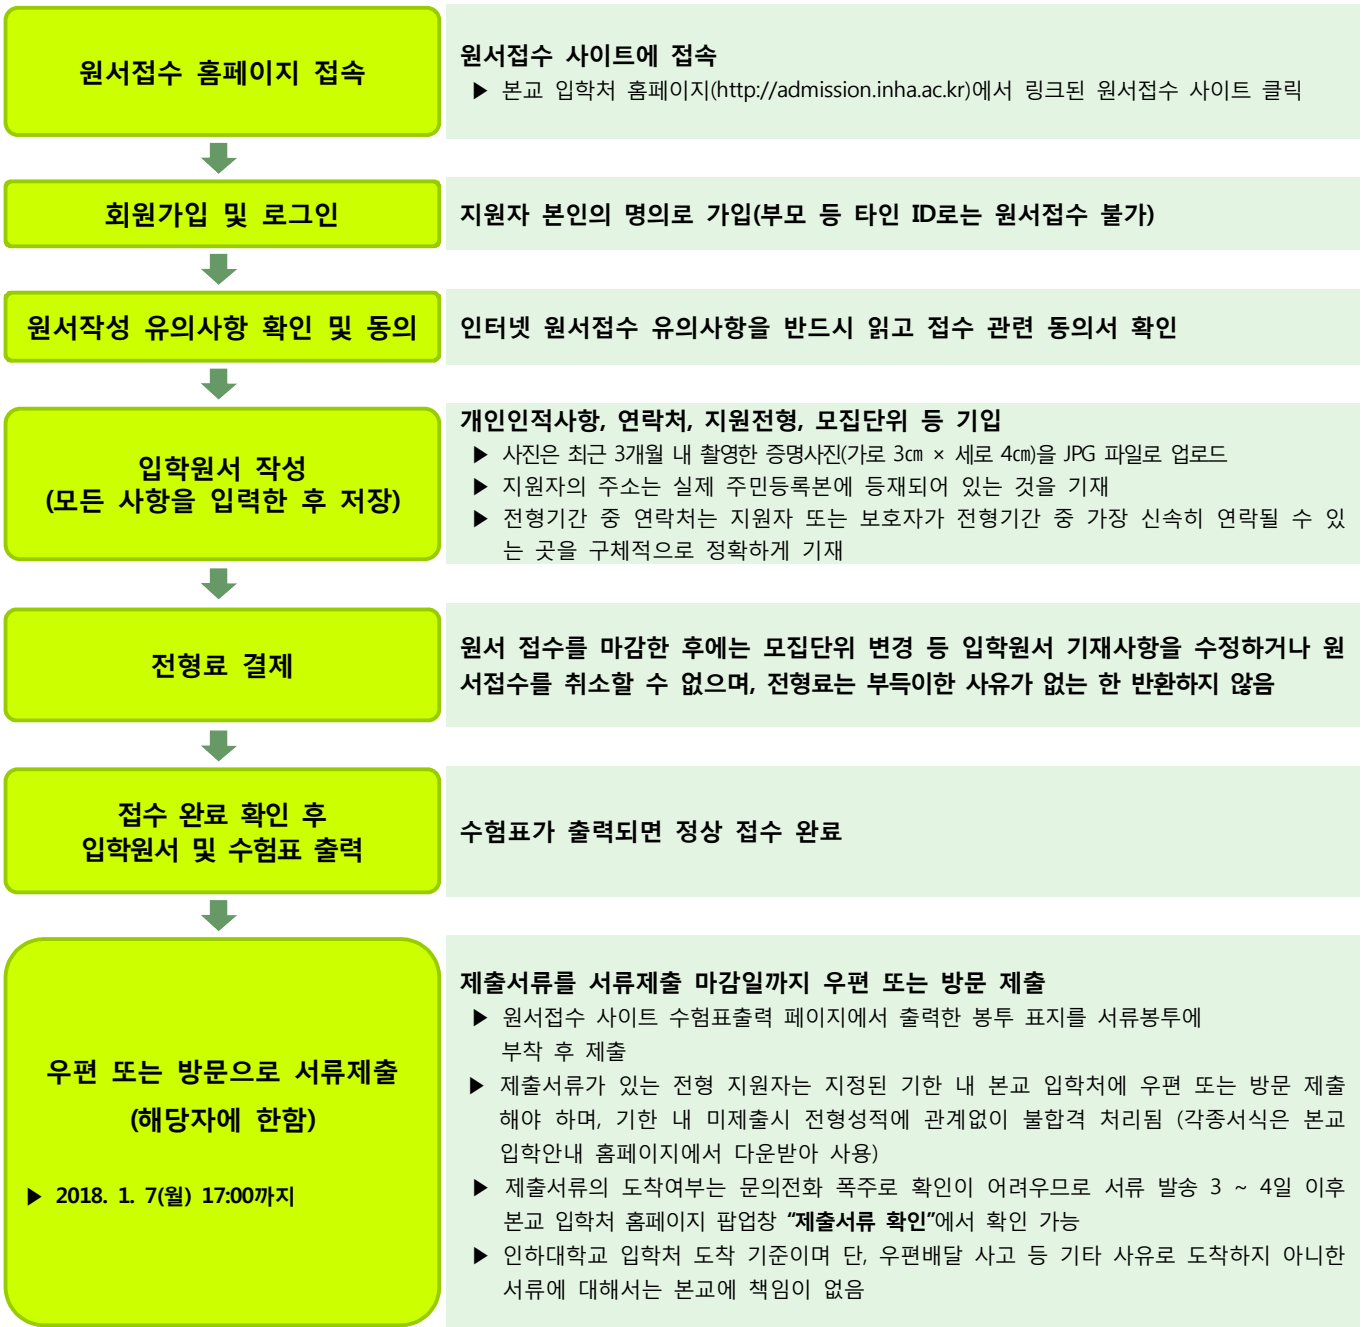 원서접수 홈페이지 접속
원서접수 사이트에 접속
▶ 본교 입학처 홈페이지(http://admission.inha.ac.kr)에서 링크된 원서접수 사이트 클릭
회원가입 및 로그인
지원자 본인의 명의로 가입(부모 등 타인 ID로는 원서접수 불가)
원서작성 유의사항 확인 및 동의
인터넷 원서접수 유의사항을 반드시 읽고 접수 관련 동의서 확인
입학원서 작성
(모든 사항을 입력한 후 저장)
개인인적사항, 연락처, 지원전형, 모집단위 등 기입
▶ 사진은 최근 3개월 내 촬영한 증명사진(가로 3㎝ × 세로 4㎝)을 JPG 파일로 업로드
▶ 지원자의 주소는 실제 주민등록본에 등재되어 있는 것을 기재
▶ 전형기간 중 연락처는 지원자 또는 보호자가 전형기간 중 가장 신속히 연락될 수 있
는 곳을 구체적으로 정확하게 기재
전형료 결제
원서 접수를 마감한 후에는 모집단위 변경 등 입학원서 기재사항을 수정하거나 원
서접수를 취소할 수 없으며, 전형료는 부득이한 사유가 없는 한 반환하지 않음
접수 완료 확인 후
입학원서 및 수험표 출력
수험표가 출력되면 정상 접수 완료
우편 또는 방문으로 서류제출
(해당자에 한함)
▶ 2018. 1. 7(월) 17:00까지
제출서류를 서류제출 마감일까지 우편 또는 방문 제출
▶ 원서접수 사이트 수험표출력 페이지에서 출력한 봉투 표지를 서류봉투에
부착 후 제출
▶ 제출서류가 있는 전형 지원자는 지정된 기한 내 본교 입학처에 우편 또는 방문 제출
해야 하며, 기한 내 미제출시 전형성적에 관계없이 불합격 처리됨 (각종서식은 본교
입학안내 홈페이지에서 다운받아 사용)
▶ 제출서류의 도착여부는 문의전화 폭주로 확인이 어려우므로 서류 발송 3 ~ 4일 이후
본교 입학처 홈페이지 팝업창 “제출서류 확인”에서 확인 가능
▶ 인하대학교 입학처 도착 기준이며 단, 우편배달 사고 등 기타 사유로 도착하지 아니한
서류에 대해서는 본교에 책임이 없음